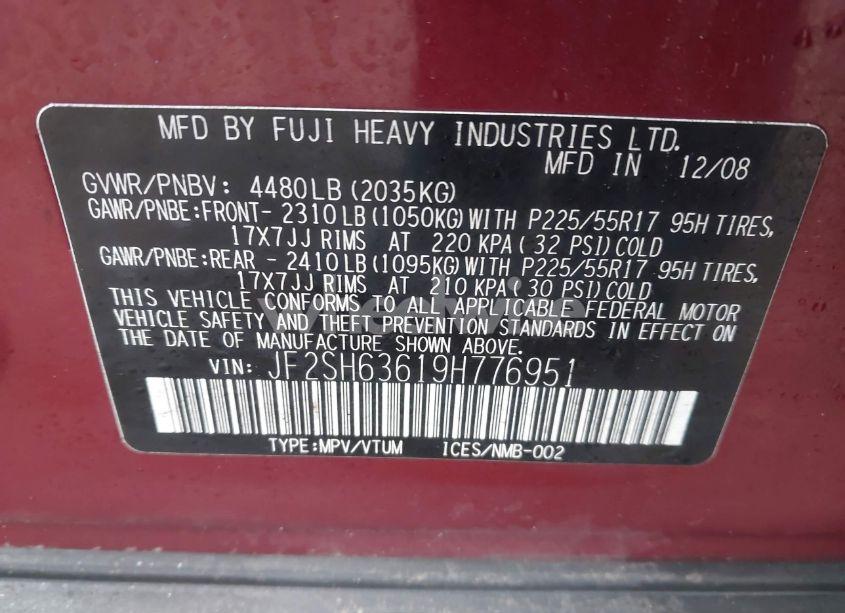 MFD BY FUJI HEAVY INDUSTRIES LTD.
MFD IN 12/08
GVWR/PNBV: 4480LB (2035KG)
GAWR/PNBE:FRONT- 2310LB (1050KG) WITH P225/55R17 95H TIRES,
17X7JJ RIMS AT 220 KPA ( 32 PSI) COLD
GAWR/PNBE:REAR - 2410LB (1095KG) WITH P225/55R17 95H TIRES,
17X7JJ RIMS AT 210 KPA( 30 PSI) COLD
THIS VEHICLE CONFORMS TO ALL APPLICABLE FEDERAL MOTOR
VEHICLE SAFETY AND THEFT PREVENTION STANDARDS IN EFFECT ON
THE DATE OF MANUFACTURE SHOWN ABOVE.
VIN: JF2SH63619H776951
TYPE:MPV/VTUM ICES/NMB-002